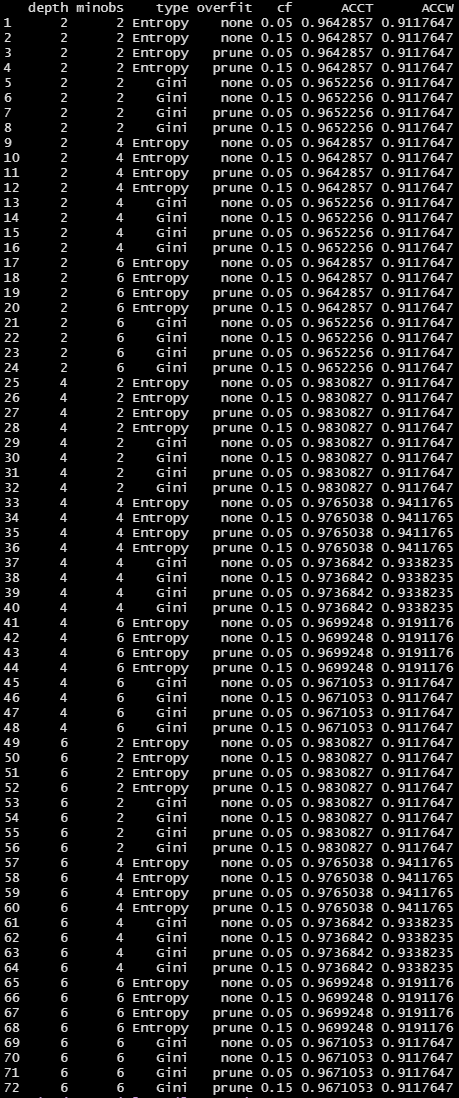 depth minobs type overfit cf ACCT ACCW
1 2 2 Entropy none 0.05 0.9642857 0.9117647
2 2 2 Entropy none 0.15 0.9642857 0.9117647
3 2 2 Entropy prune 0.05 0.9642857 0.9117647
4 2 2 Entropy prune 0.15 0.9642857 0.9117647
5 2 2 Gini none 0.05 0.9652256 0.9117647
6 2 2 Gini none 0.15 0.9652256 0.9117647
7 2 2 Gini prune 0.05 0.9652256 0.9117647
8 2 2 Gini prune 0.15 0.9652256 0.9117647
9 2 4 Entropy none 0.05 0.9642857 0.9117647
10 2 4 Entropy none 0.15 0.9642857 0.9117647
11 2 4 Entropy prune 0.05 0.9642857 0.9117647
12 2 4 Entropy prune 0.15 0.9642857 0.9117647
13 2 4 Gini none 0.05 0.9652256 0.9117647
14 2 4 Gini none 0.15 0.9652256 0.9117647
15 2 4 Gini prune 0.05 0.9652256 0.9117647
16 2 4 Gini prune 0.15 0.9652256 0.9117647
17 2 6 Entropy none 0.05 0.9642857 0.9117647
18 2 6 Entropy none 0.15 0.9642857 0.9117647
19 2 6 Entropy prune 0.05 0.9642857 0.9117647
20 2 6 Entropy prune 0.15 0.9642857 0.9117647
21 2 6 Gini none 0.05 0.9652256 0.9117647
22 2 6 Gini none 0.15 0.9652256 0.9117647
23 2 6 Gini prune 0.05 0.9652256 0.9117647
24 2 6 Gini prune 0.15 0.9652256 0.9117647
25 4 2 Entropy none 0.05 0.9830827 0.9117647
26 4 2 Entropy none 0.15 0.9830827 0.9117647
27 4 2 Entropy prune 0.05 0.9830827 0.9117647
28 4 2 Entropy prune 0.15 0.9830827 0.9117647
29 4 2 Gini none 0.05 0.9830827 0.9117647
30 4 2 Gini none 0.15 0.9830827 0.9117647
31 4 2 Gini prune 0.05 0.9830827 0.9117647
32 4 2 Gini prune 0.15 0.9830827 0.9117647
33 4 4 Entropy none 0.05 0.9765038 0.9411765
34 4 4 Entropy none 0.15 0.9765038 0.9411765
35 4 4 Entropy prune 0.05 0.9765038 0.9411765
36 4 4 Entropy prune 0.15 0.9765038 0.9411765
37 4 4 Gini none 0.05 0.9736842 0.9338235
38 4 4 Gini none 0.15 0.9736842 0.9338235
39 4 4 Gini prune 0.05 0.9736842 0.9338235
40 4 4 Gini prune 0.15 0.9736842 0.9338235
41 4 6 Entropy none 0.05 0.9699248 0.9191176
42 4 6 Entropy none 0.15 0.9699248 0.9191176
43 4 6 Entropy prune 0.05 0.9699248 0.9191176
44 4 6 Entropy prune 0.15 0.9699248 0.9191176
45 4 6 Gini none 0.05 0.9671053 0.9117647
46 4 6 Gini none 0.15 0.9671053 0.9117647
47 4 6 Gini prune 0.05 0.9671053 0.9117647
48 4 6 Gini prune 0.15 0.9671053 0.9117647
49 6 2 Entropy none 0.05 0.9830827 0.9117647
50 6 2 Entropy none 0.15 0.9830827 0.9117647
51 6 2 Entropy prune 0.05 0.9830827 0.9117647
52 6 2 Entropy prune 0.15 0.9830827 0.9117647
53 6 2 Gini none 0.05 0.9830827 0.9117647
54 6 2 Gini none 0.15 0.9830827 0.9117647
55 6 2 Gini prune 0.05 0.9830827 0.9117647
56 6 2 Gini prune 0.15 0.9830827 0.9117647
57 6 4 Entropy none 0.05 0.9765038 0.9411765
58 6 4 Entropy none 0.15 0.9765038 0.9411765
59 6 4 Entropy prune 0.05 0.9765038 0.9411765
60 6 4 Entropy prune 0.15 0.9765038 0.9411765
61 6 4 Gini none 0.05 0.9736842 0.9338235
62 6 4 Gini none 0.15 0.9736842 0.9338235
63 6 4 Gini prune 0.05 0.9736842 0.9338235
64 6 4 Gini prune 0.15 0.9736842 0.9338235
65 6 6 Entropy none 0.05 0.9699248 0.9191176
66 6 6 Entropy none 0.15 0.9699248 0.9191176
67 6 6 Entropy prune 0.05 0.9699248 0.9191176
68 6 6 Entropy prune 0.15 0.9699248 0.9191176
69 6 6 Gini none 0.05 0.9671053 0.9117647
70 6 6 Gini none 0.15 0.9671053 0.9117647
71 6 6 Gini prune 0.05 0.9671053 0.9117647
72 6 6 Gini prune 0.15 0.9671053 0.9117647